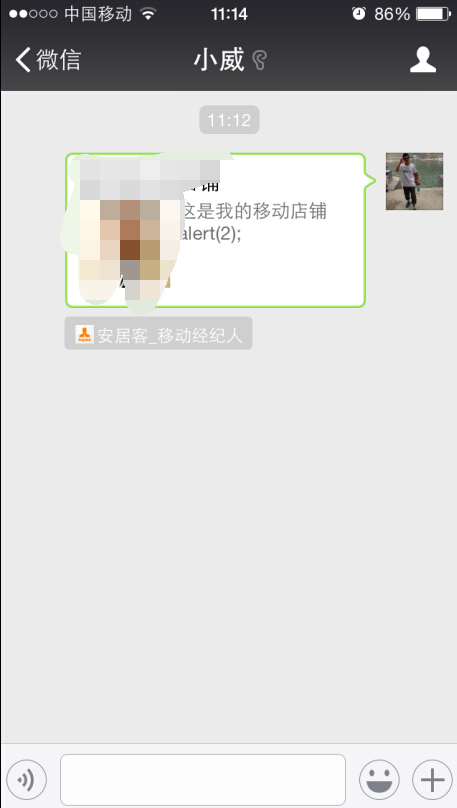 中国移动 11:14 86%
微信 小威
11:12
铺
这是我的移动店铺
alert(2);
安居客_移动经纪人